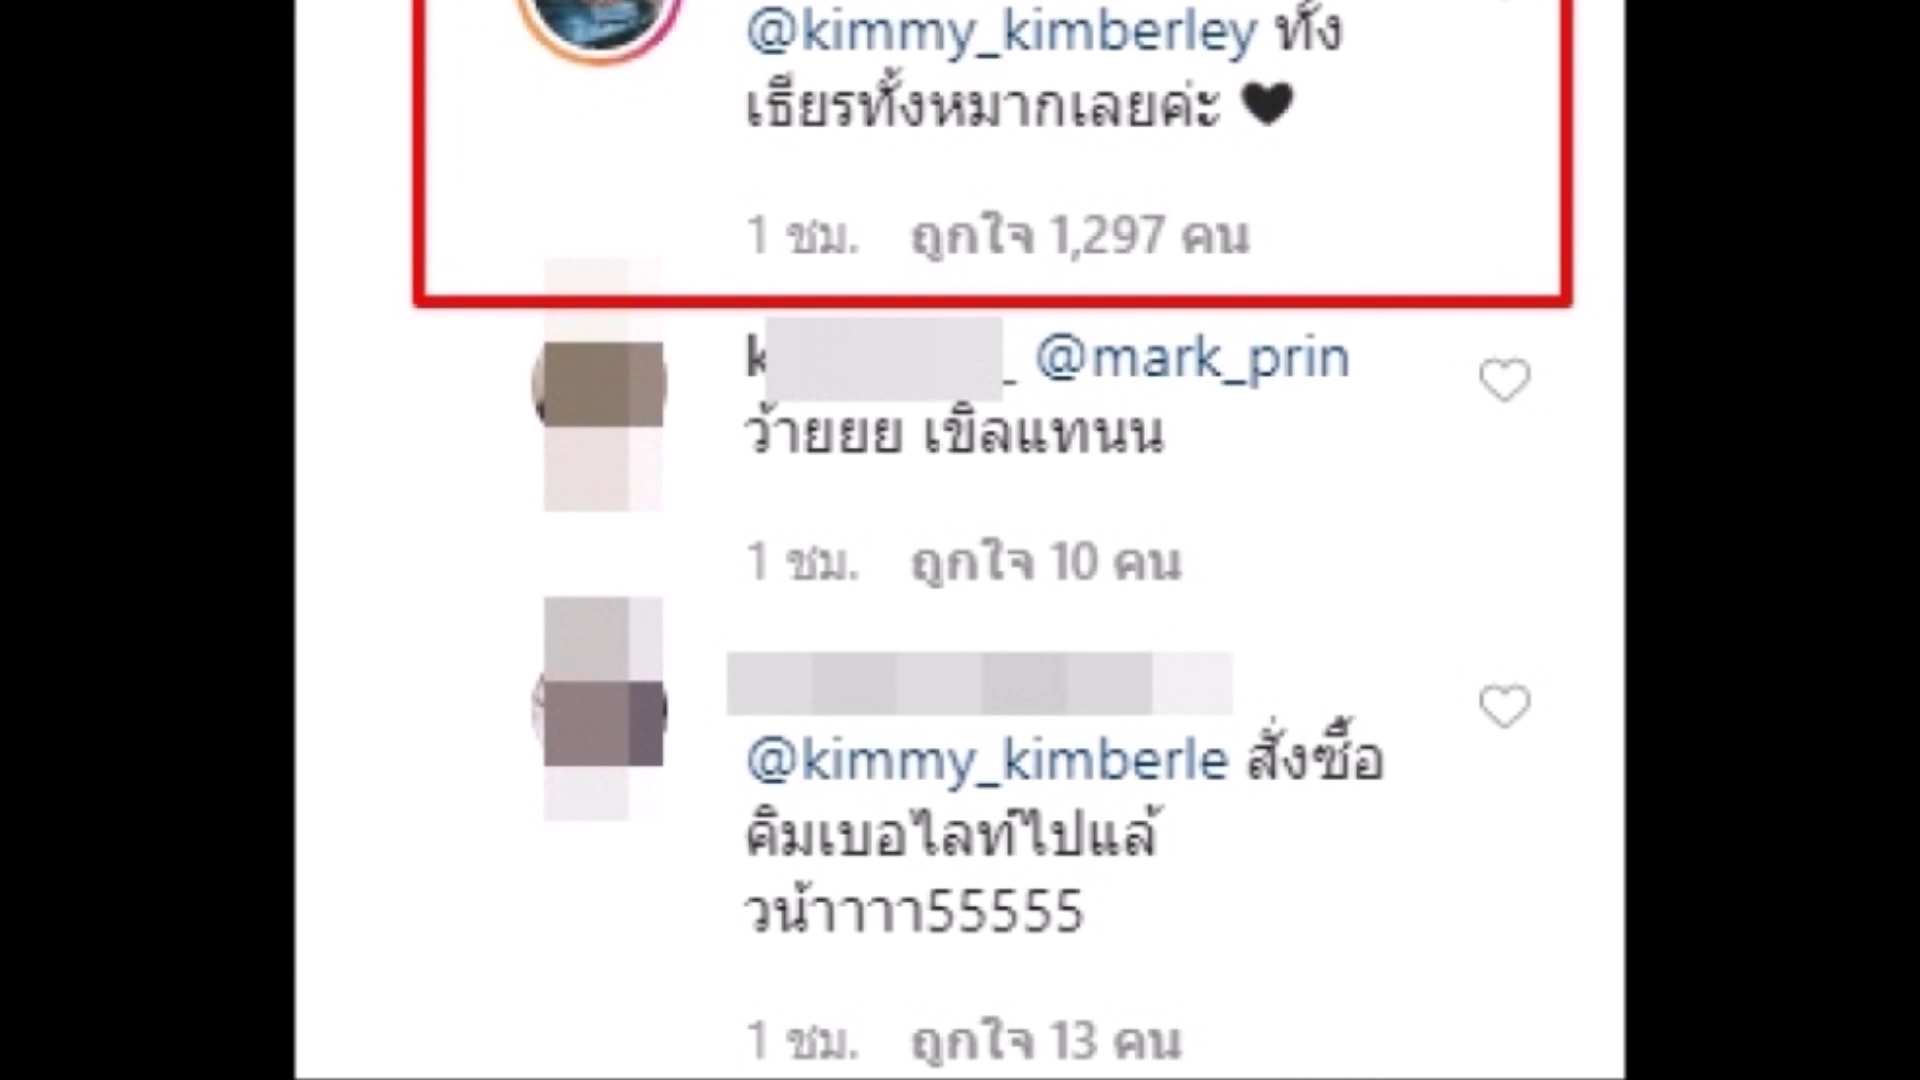 @kimmy_kimberley ทั้ง
เธียรทั้งหมากเลยค่ะ 🖤
1 ชม. ถูกใจ 1,297 คน
k _ @mark_prin
ว้ายยย เขิลแทนน
1 ชม. ถูกใจ 10 คน
@kimmy_kimberle สั่งซื้อ
คิมเบอไลท์ไปแล้
วน้าาาา55555
1 ชม. ถูกใจ 13 คน